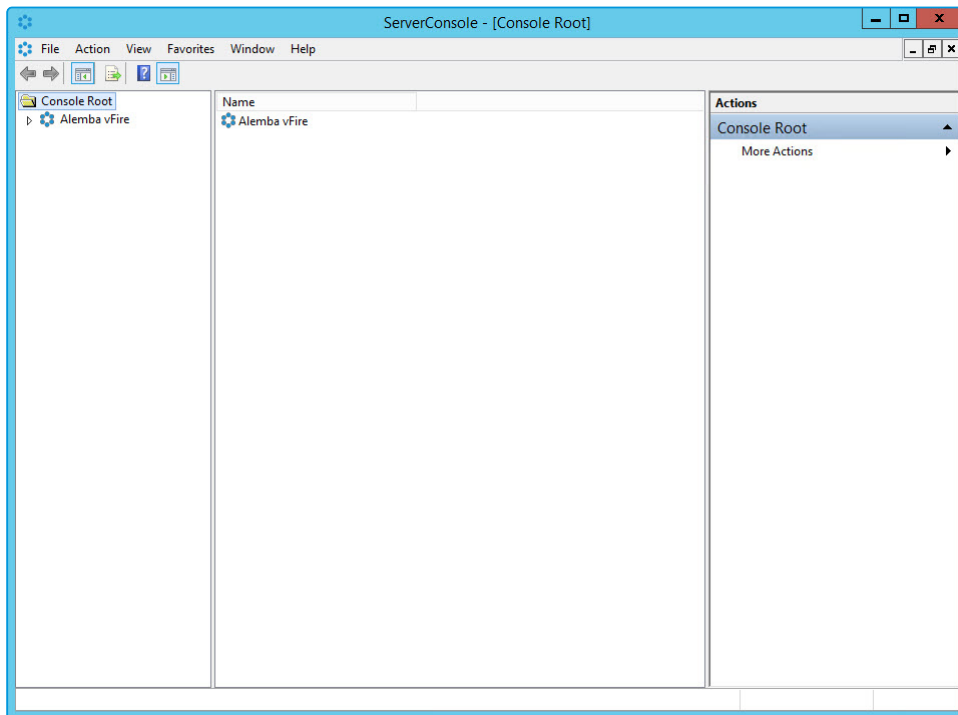 ServerConsole - [Console Root]
File Action View Favorites Window Help
Console Root
Alemba vFire
Name
Alemba vFire
Actions
Console Root
More Actions